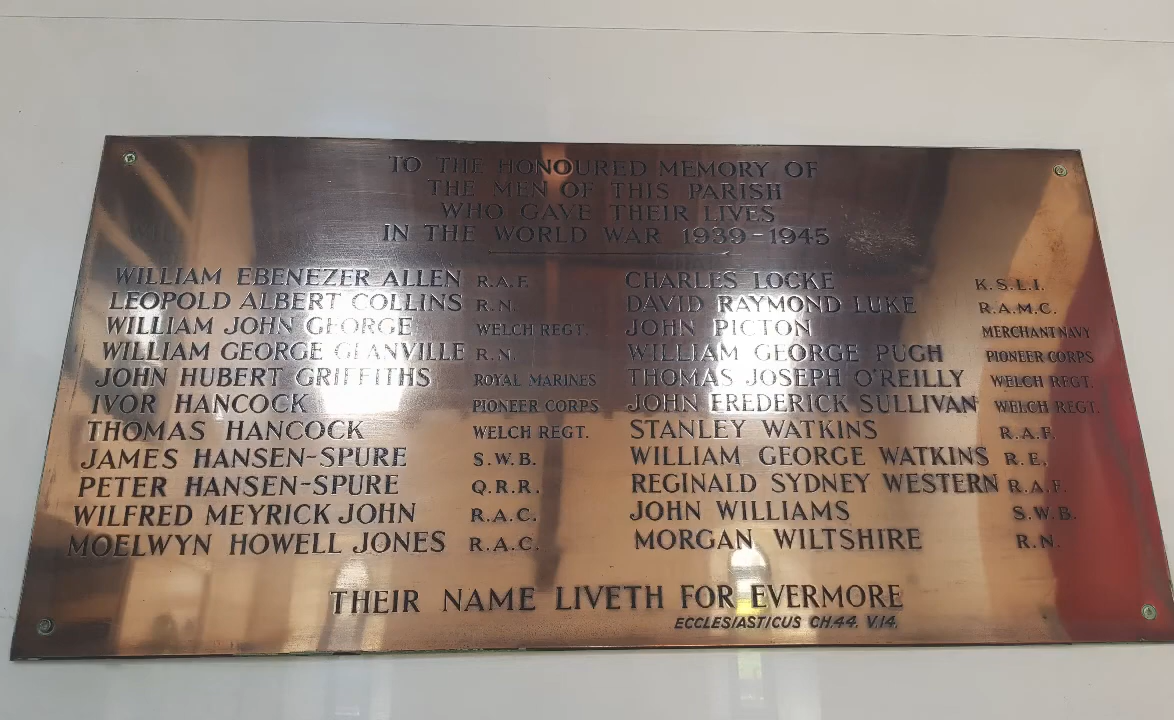 TO THE HONOURED MEMORY OF
THE MEN OF THIS PARISH
WHO GAVE THEIR LIVES
IN THE WORLD WAR 1939-1945
WILLIAM EBENEZER ALLEN R.A.F.
LEOPOLD ALBERT COLLINS R.N.
WILLIAM JOHN GEORGE WELCH REGT.
WILLIAM GEORGE GLANVILLE R.N.
JOHN HUBERT GRIFFITHS ROYAL MARINES
IVOR HANCOCK PIONEER CORPS
THOMAS HANCOCK WELCH REGT.
JAMES HANSEN-SPURE S.W.B.
PETER HANSEN-SPURE Q.R.R.
WILFRED MEYRICK JOHN R.A.C.
MOELWYN HOWELL JONES R.A.C.
CHARLES LOCKE K.S.L.I.
DAVID RAYMOND LUKE R.A.M.C.
JOHN PICTON MERCHANT NAVY
WILLIAM GEORGE PUGH PIONEER CORPS
THOMAS JOSEPH O'REILLY WELCH REGT.
JOHN FREDERICK SULLIVAN WELCH REGT.
STANLEY WATKINS R.A.F.
WILLIAM GEORGE WATKINS R.E.
REGINALD SYDNEY WESTERN R.A.F.
JOHN WILLIAMS S.W.B.
MORGAN WILTSHIRE R.N.
THEIR NAME LIVETH FOR EVERMORE
ECCLESIASTICUS CH.44. V.14.